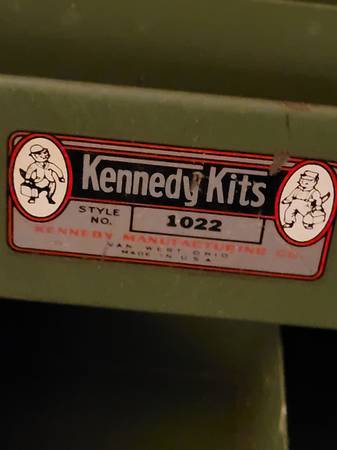 Kennedy Kits
STYLE NO. 1022
KENNEDY MANUFACTURING CO.
VAN WERT OHIO
MADE IN U.S.A.